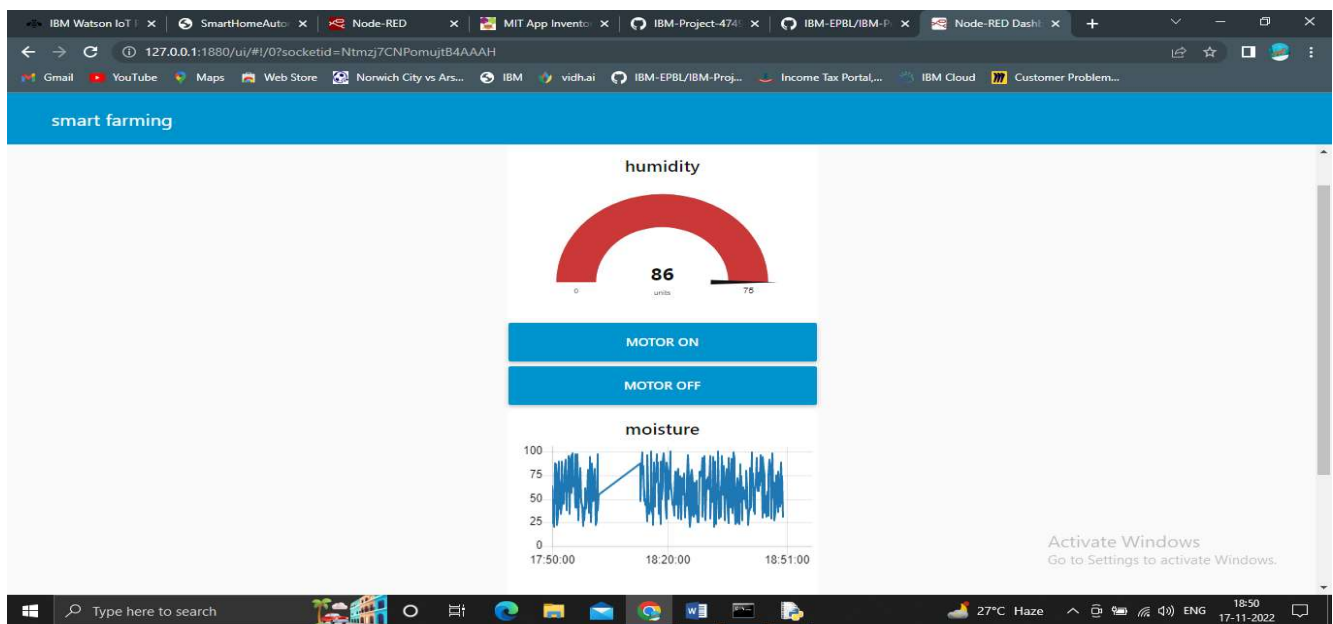 IBM Watson IoT P
SmartHomeAuto
Node-RED
MIT App Invento
IBM-Project-474
IBM-EPBL/IBM-P
Node-RED Dash
127.0.0.1:1880/ui/#!/0?socketid=Ntmzj7CNPomujtB4AAAH
Gmail
YouTube
Maps
Web Store
Norwich City vs Ars...
IBM
vidh.ai
IBM-EPBL/IBM-Proj...
Income Tax Portal,...
IBM Cloud
Customer Problem...
smart farming
humidity
86
units
0
75
MOTOR ON
MOTOR OFF
moisture
100
75
50
25
0
17:50:00
18:20:00
18:51:00
Activate Windows
Go to Settings to activate Windows.
Type here to search
27°C Haze
ENG
18:50
17-11-2022